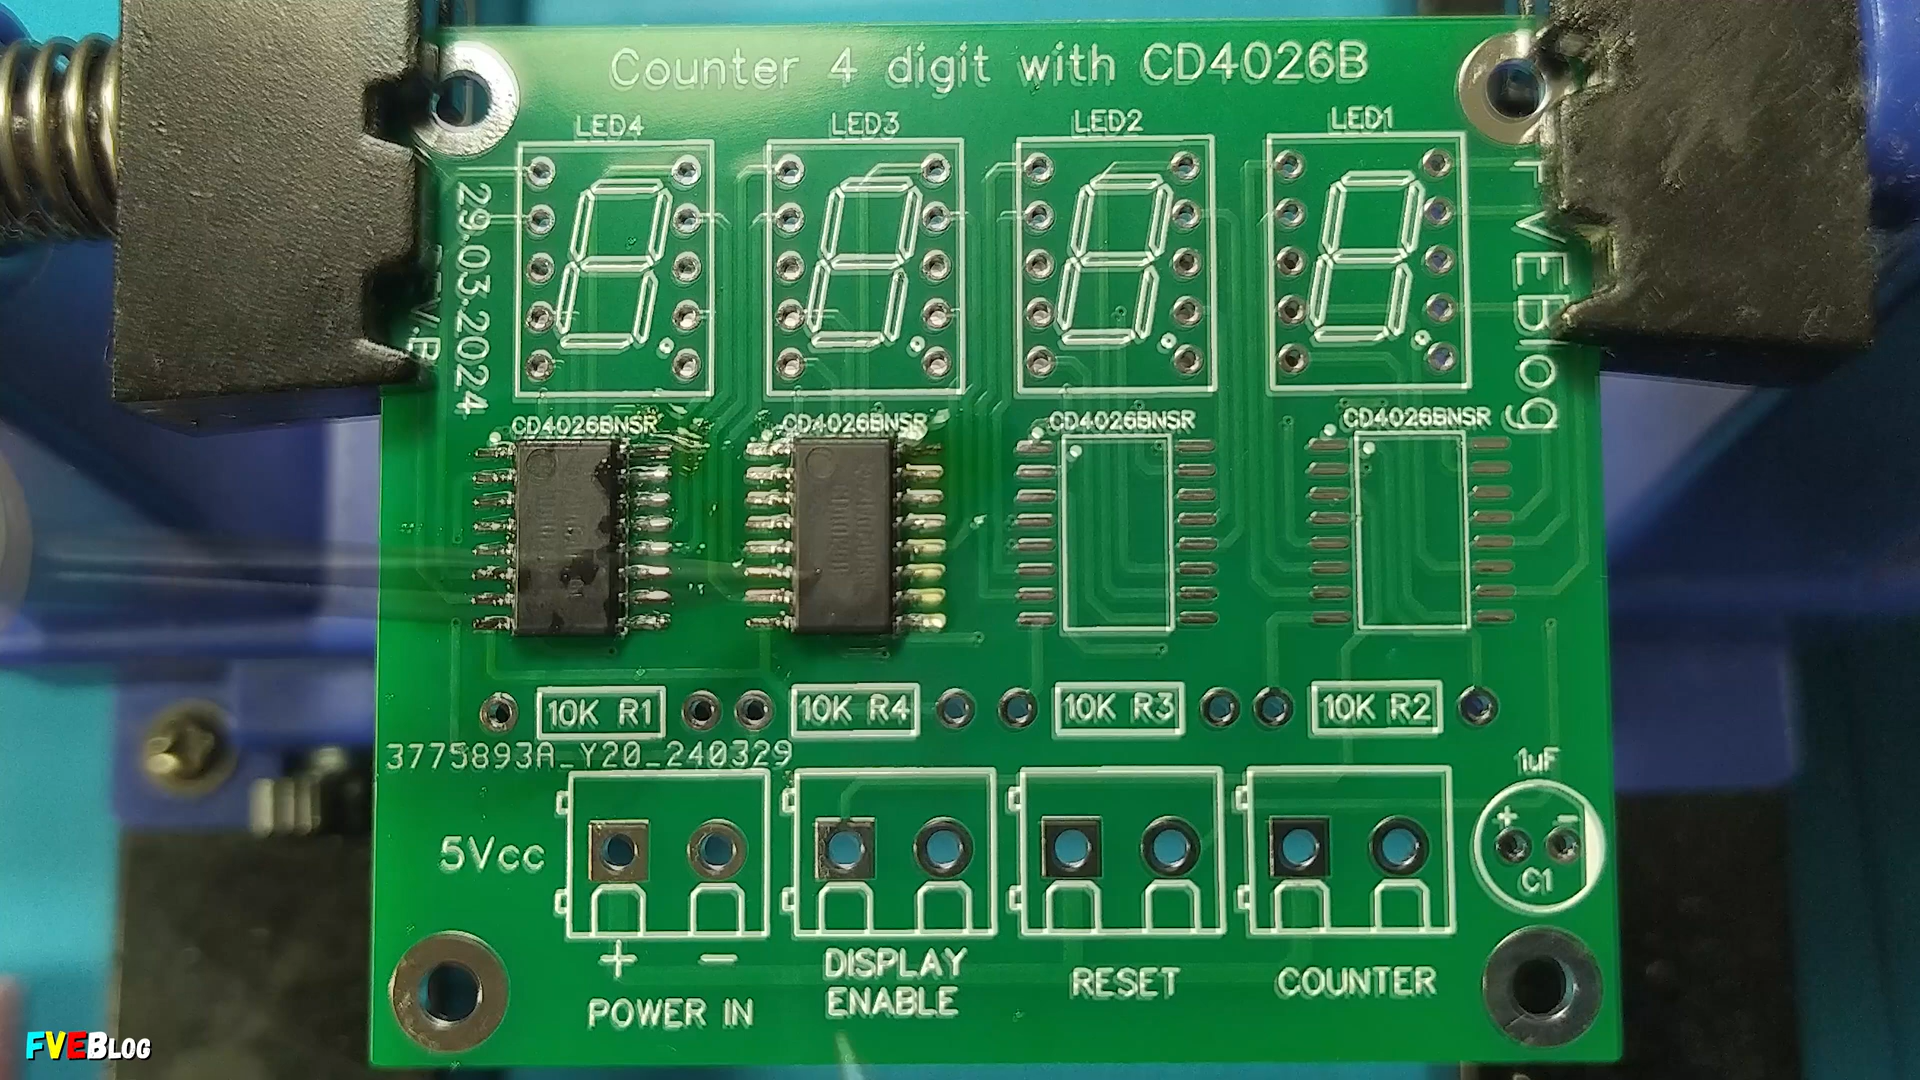 Counter 4 digit with CD4026B
LED4 LED3 LED2 LED1
29.03.2024
REV.B
FVEBlog
CD4026BNSR CD4026BNSR CD4026BNSR CD4026BNSR
10K R1 10K R4 10K R3 10K R2
3775893A_Y20_240329
1uF
+ -
C1
5Vcc
+ -
POWER IN
DISPLAY
ENABLE
RESET
COUNTER
FVEBLOG